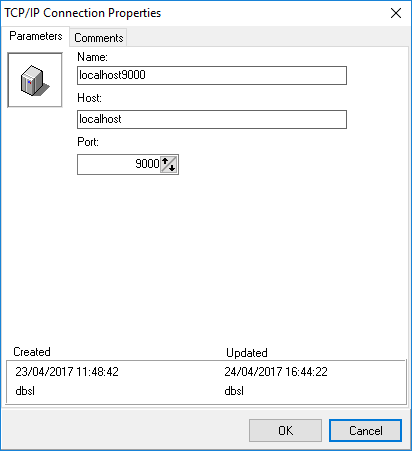 TCP/IP Connection Properties
Parameters Comments
Name:
localhost9000
Host:
localhost
Port:
9000
Created Updated
23/04/2017 11:48:42 24/04/2017 16:44:22
dbsl dbsl
OK Cancel